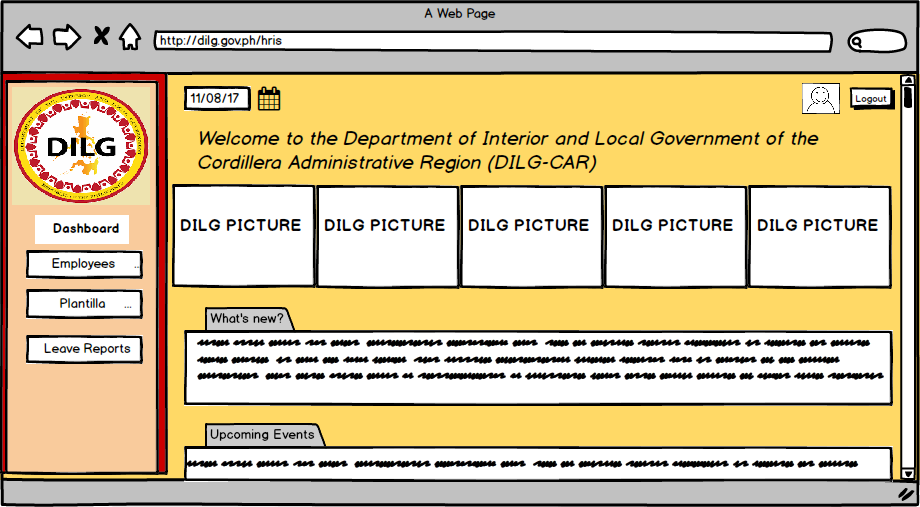 A Web Page
http://dilg.gov.ph/hris
11/08/17
Logout
DILG
Welcome to the Department of Interior and Local Government of the
Cordillera Administrative Region (DILG-CAR)
Dashboard
Employees ..
Plantilla ...
Leave Reports
DILG PICTURE
DILG PICTURE
DILG PICTURE
DILG PICTURE
DILG PICTURE
What's new?
Upcoming Events